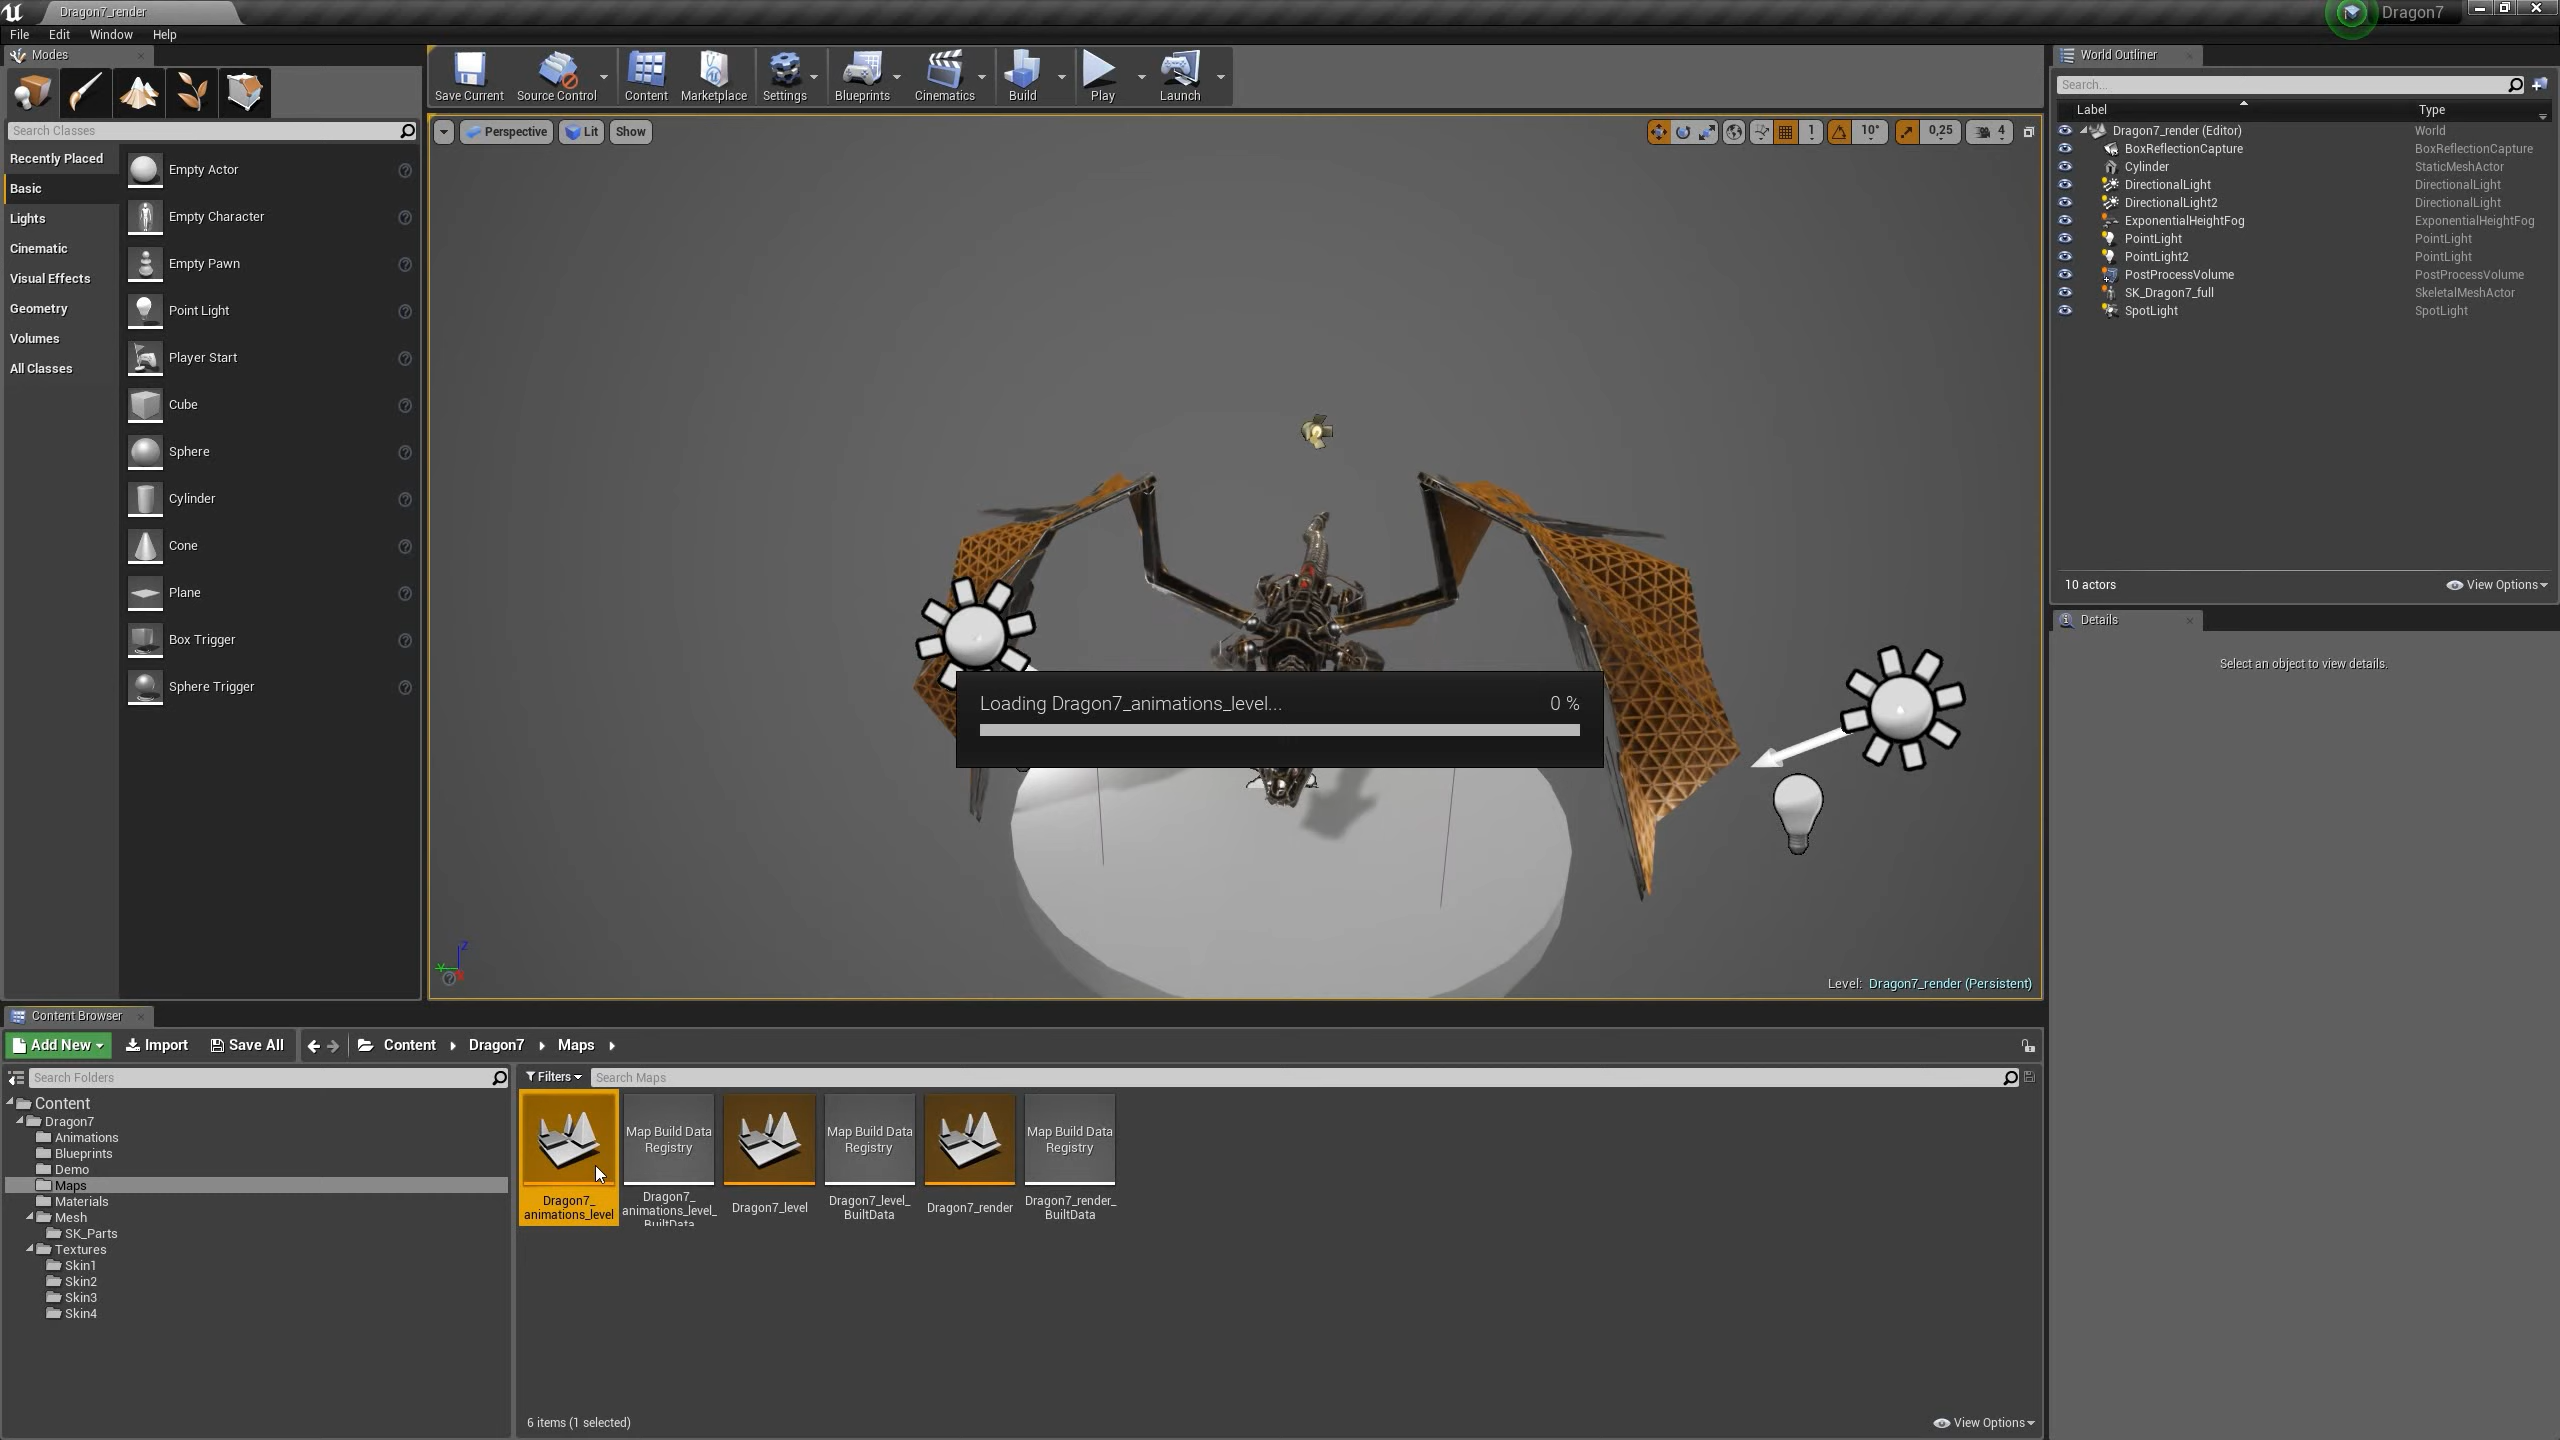 Dragon7_render
Dragon7
File Edit Window Help
Modes
Save Current Source Control Content Marketplace Settings Blueprints Cinematics Build Play Launch
Search Classes
Recently Placed
Basic
Lights
Cinematic
Visual Effects
Geometry
Volumes
All Classes
Empty Actor
Empty Character
Empty Pawn
Point Light
Player Start
Cube
Sphere
Cylinder
Cone
Plane
Box Trigger
Sphere Trigger
Perspective Lit Show
1 10° 0,25 4
Loading Dragon7_animations_level... 0 %
Level: Dragon7_render (Persistent)
World Outliner
Search...
Label Type
Dragon7_render (Editor) World
BoxReflectionCapture BoxReflectionCapture
Cylinder StaticMeshActor
DirectionalLight DirectionalLight
DirectionalLight2 DirectionalLight
ExponentialHeightFog ExponentialHeightFog
PointLight PointLight
PointLight2 PointLight
PostProcessVolume PostProcessVolume
SK_Dragon7_full SkeletalMeshActor
SpotLight SpotLight
10 actors View Options
Details
Select an object to view details.
Content Browser
Add New Import Save All Content Dragon7 Maps
Search Folders
Filters Search Maps
Content
Dragon7
Animations
Blueprints
Demo
Maps
Materials
Mesh
SK_Parts
Textures
Skin1
Skin2
Skin3
Skin4
Dragon7_
animations_level
Map Build Data
Registry
Dragon7_
animations_level_
BuiltData
Dragon7_level
Map Build Data
Registry
Dragon7_level_
BuiltData
Dragon7_render
Map Build Data
Registry
Dragon7_render_
BuiltData
6 items (1 selected) View Options